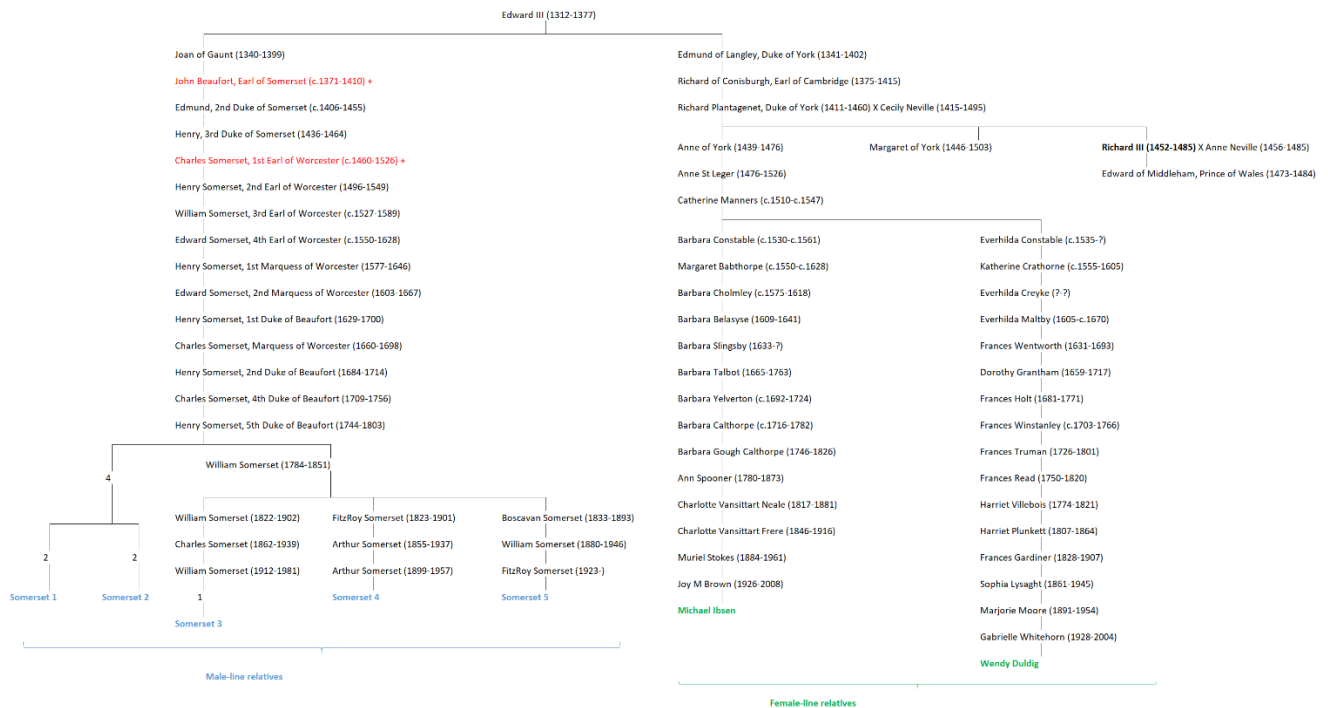 Edward III (1312-1377)
Joan of Gaunt (1340-1399)
John Beaufort, Earl of Somerset (c.1371-1410) +
Edmund, 2nd Duke of Somerset (c.1406-1455)
Henry, 3rd Duke of Somerset (1436-1464)
Charles Somerset, 1st Earl of Worcester (c.1460-1526) +
Henry Somerset, 2nd Earl of Worcester (1496-1549)
William Somerset, 3rd Earl of Worcester (c.1527-1589)
Edward Somerset, 4th Earl of Worcester (c.1550-1628)
Henry Somerset, 1st Marquess of Worcester (1577-1646)
Edward Somerset, 2nd Marquess of Worcester (1603-1667)
Henry Somerset, 1st Duke of Beaufort (1629-1700)
Charles Somerset, Marquess of Worcester (1660-1698)
Henry Somerset, 2nd Duke of Beaufort (1684-1714)
Charles Somerset, 4th Duke of Beaufort (1709-1756)
Henry Somerset, 5th Duke of Beaufort (1744-1803)
4
William Somerset (1784-1851)
2
2
Somerset 1
Somerset 2
William Somerset (1822-1902)
Charles Somerset (1862-1939)
William Somerset (1912-1981)
1
Somerset 3
FitzRoy Somerset (1823-1901)
Arthur Somerset (1855-1937)
Arthur Somerset (1899-1957)
Somerset 4
Boscavan Somerset (1833-1893)
William Somerset (1880-1946)
FitzRoy Somerset (1923-)
Somerset 5
Male-line relatives
Edmund of Langley, Duke of York (1341-1402)
Richard of Conisburgh, Earl of Cambridge (1375-1415)
Richard Plantagenet, Duke of York (1411-1460) X Cecily Neville (1415-1495)
Anne of York (1439-1476)
Margaret of York (1446-1503)
Richard III (1452-1485) X Anne Neville (1456-1485)
Anne St Leger (1476-1526)
Edward of Middleham, Prince of Wales (1473-1484)
Catherine Manners (c.1510-c.1547)
Barbara Constable (c.1530-c.1561)
Margaret Babthorpe (c.1550-c.1628)
Barbara Cholmley (c.1575-1618)
Barbara Belasyse (1609-1641)
Barbara Slingsby (1633-?)
Barbara Talbot (1665-1763)
Barbara Yelverton (c.1692-1724)
Barbara Calthorpe (c.1716-1782)
Barbara Gough Calthorpe (1746-1826)
Ann Spooner (1780-1873)
Charlotte Vansittart Neale (1817-1881)
Charlotte Vansittart Frere (1846-1916)
Muriel Stokes (1884-1961)
Joy M Brown (1926-2008)
Michael Ibsen
Everhilda Constable (c.1535-?)
Katherine Crathorne (c.1555-1605)
Everhilda Creyke (?-?)
Everhilda Maltby (1605-c.1670)
Frances Wentworth (1631-1693)
Dorothy Grantham (1659-1717)
Frances Holt (1681-1771)
Frances Winstanley (c.1703-1766)
Frances Truman (1726-1801)
Frances Read (1750-1820)
Harriet Villebois (1774-1821)
Harriet Plunkett (1807-1864)
Frances Gardiner (1828-1907)
Sophia Lysaght (1861-1945)
Marjorie Moore (1891-1954)
Gabrielle Whitehorn (1928-2004)
Wendy Duldig
Female-line relatives